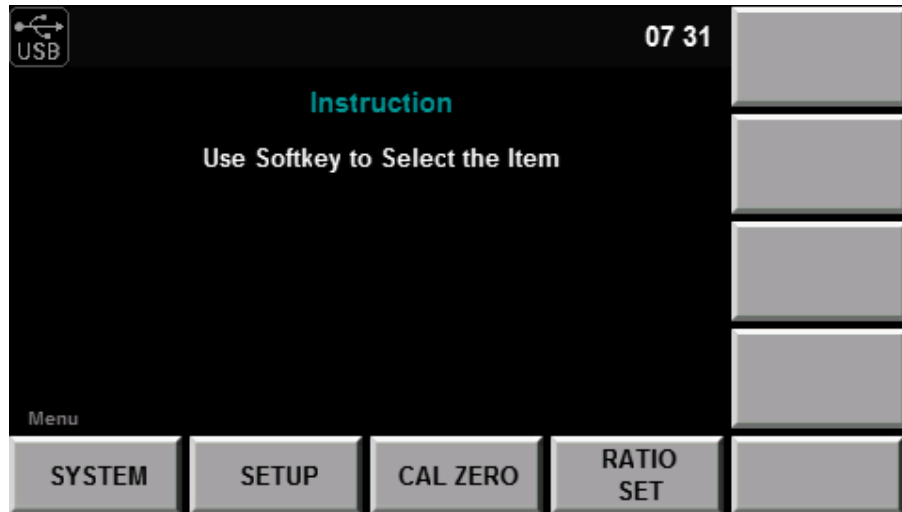 USB
07 31
Instruction
Use Softkey to Select the Item
Menu
SYSTEM
SETUP
CAL ZERO
RATIO
SET